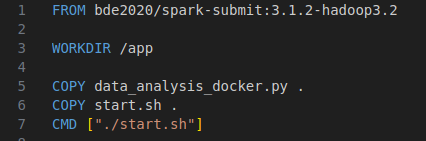 1 FROM bde2020/spark-submit:3.1.2-hadoop3.2
2
3 WORKDIR /app
4
5 COPY data_analysis_docker.py .
6 COPY start.sh .
7 CMD ["./start.sh"]